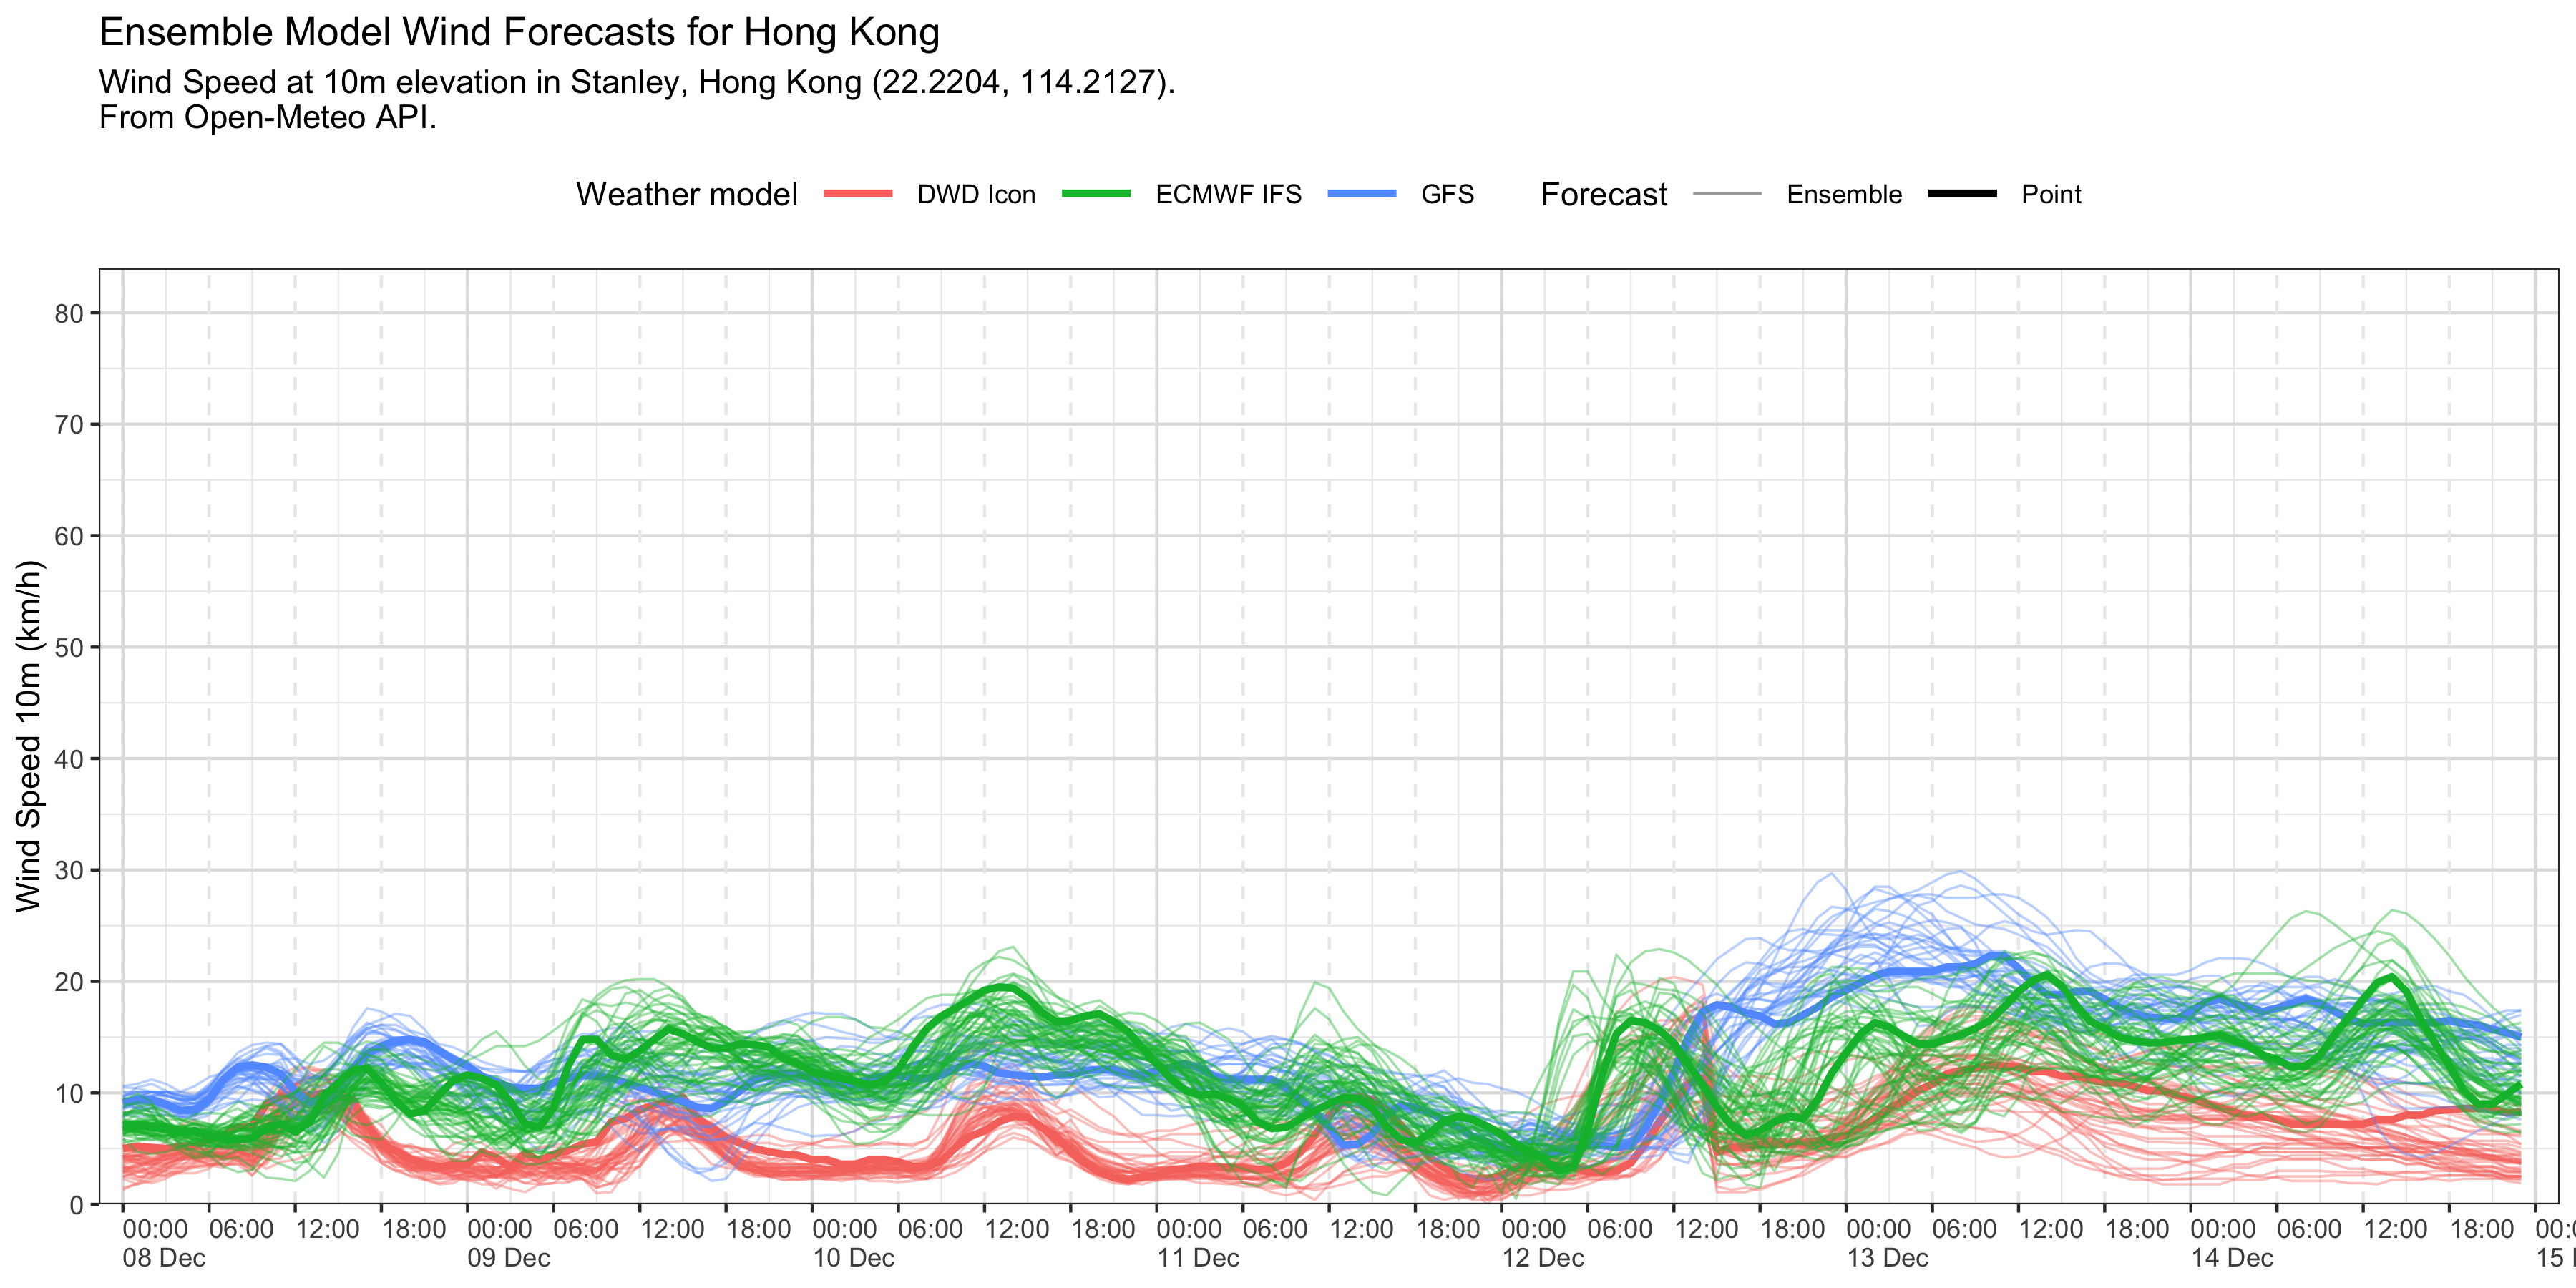 Ensemble Model Wind Forecasts for Hong Kong
Wind Speed at 10m elevation in Stanley, Hong Kong (22.2204, 114.2127).
From Open-Meteo API.
Weather model DWD Icon ECMWF IFS GFS Forecast Ensemble Point
Wind Speed 10m (km/h)
80
70
60
50
40
30
20
10
0
00:00 06:00 12:00 18:00 00:00 06:00 12:00 18:00 00:00 06:00 12:00 18:00 00:00 06:00 12:00 18:00 00:00 06:00 12:00 18:00 00:00 06:00 12:00 18:00 00:00 06:00 12:00 18:00
08 Dec 09 Dec 10 Dec 11 Dec 12 Dec 13 Dec 14 Dec 15